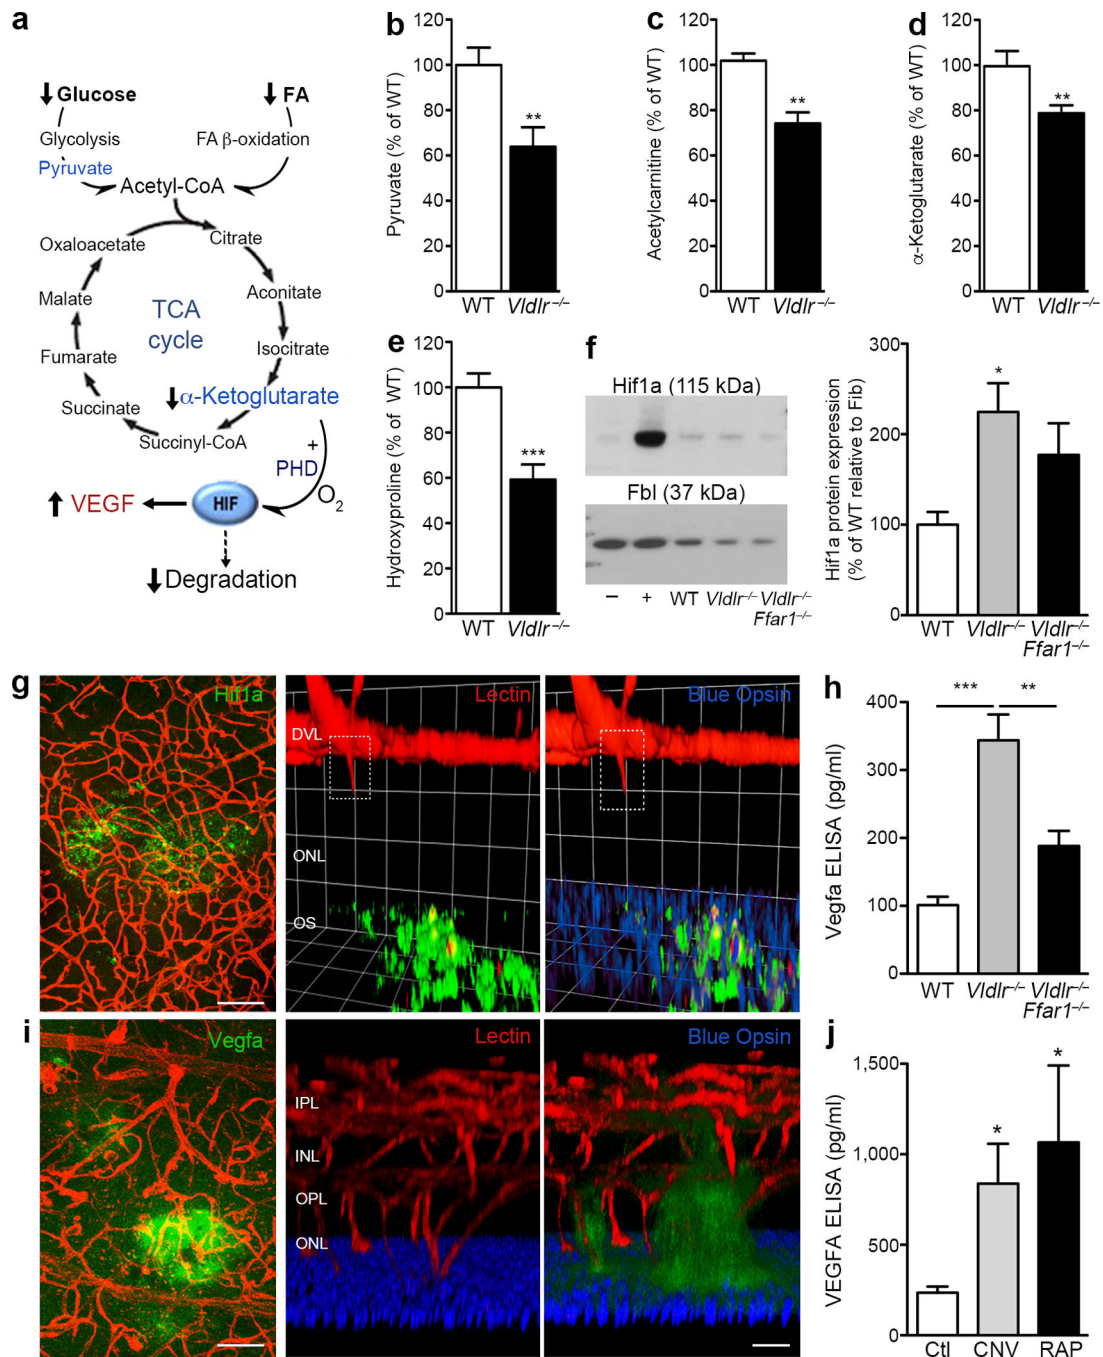 a
Glucose
FA
Glycolysis
FA β-oxidation
Pyruvate
Acetyl-CoA
Oxaloacetate
Citrate
Malate
Aconitate
TCA
cycle
Fumarate
Isocitrate
Succinate
α-Ketoglutarate
Succinyl-CoA
+
PHD
O2
VEGF
HIF
Degradation
b
Pyruvate (% of WT)
120
100
80
60
40
20
0
WT
Vldlr–/–
**
c
Acetylcarnitine (% of WT)
120
100
80
60
40
20
0
WT
Vldlr–/–
**
d
α-Ketoglutarate (% of WT)
120
100
80
60
40
20
0
WT
Vldlr–/–
**
e
Hydroxyproline (% of WT)
120
100
80
60
40
20
0
WT
Vldlr–/–
***
f
Hif1a (115 kDa)
Fbl (37 kDa)
– + WT Vldlr–/– Vldlr–/–
Ffar1–/–
Hif1a protein expression
(% of WT relative to Fib)
300
200
100
0
*
WT Vldlr–/– Vldlr–/–
Ffar1–/–
g
Hif1a
Lectin
Blue Opsin
DVL
ONL
OS
h
Vegfa ELISA (pg/ml)
400
300
200
100
0
*** **
WT Vldlr–/– Vldlr–/–
Ffar1–/–
i
Vegfa
Lectin
Blue Opsin
IPL
INL
OPL
ONL
j
VEGFA ELISA (pg/ml)
1,500
1,000
500
0
*
*
Ctl CNV RAP